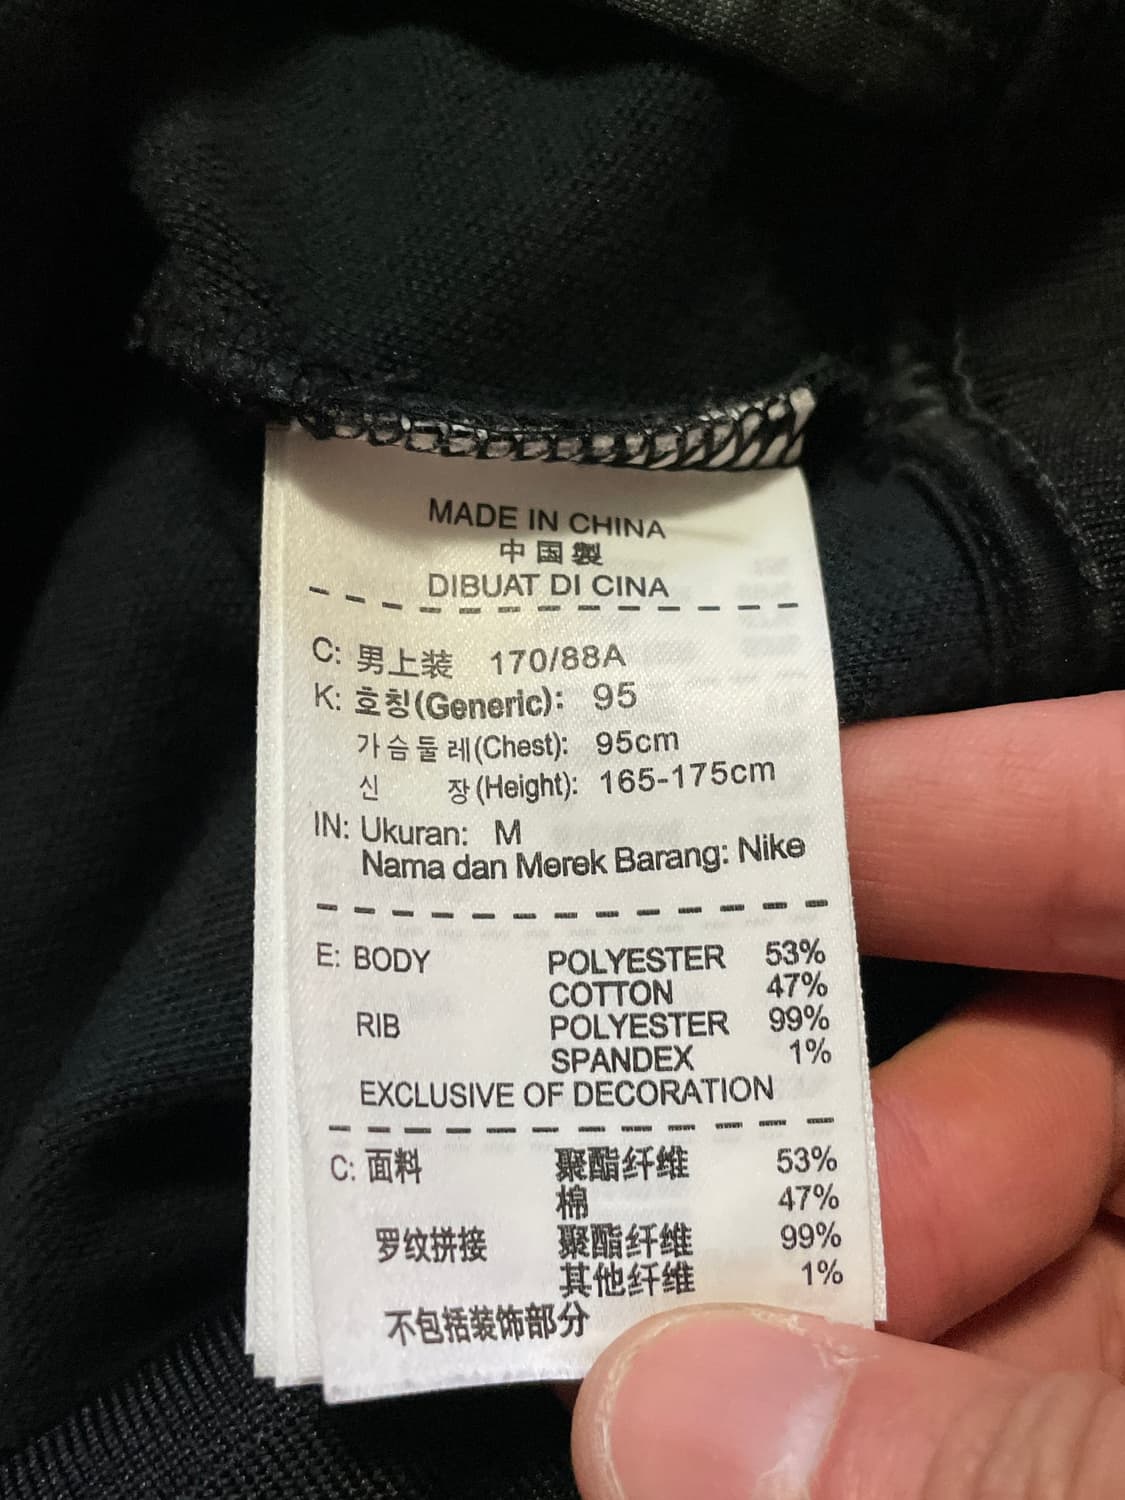 MADE IN CHINA
中国製
DIBUAT DI CINA
C: 男上装 170/88A
K: 호칭(Generic): 95
가슴둘레(Chest): 95cm
신 장(Height): 165-175cm
IN: Ukuran: M
Nama dan Merek Barang: Nike
E: BODY POLYESTER 53%
COTTON 47%
RIB POLYESTER 99%
SPANDEX 1%
EXCLUSIVE OF DECORATION
C: 面料 聚酯纤维 53%
棉 47%
罗纹拼接 聚酯纤维 99%
其他纤维 1%
不包括装饰部分